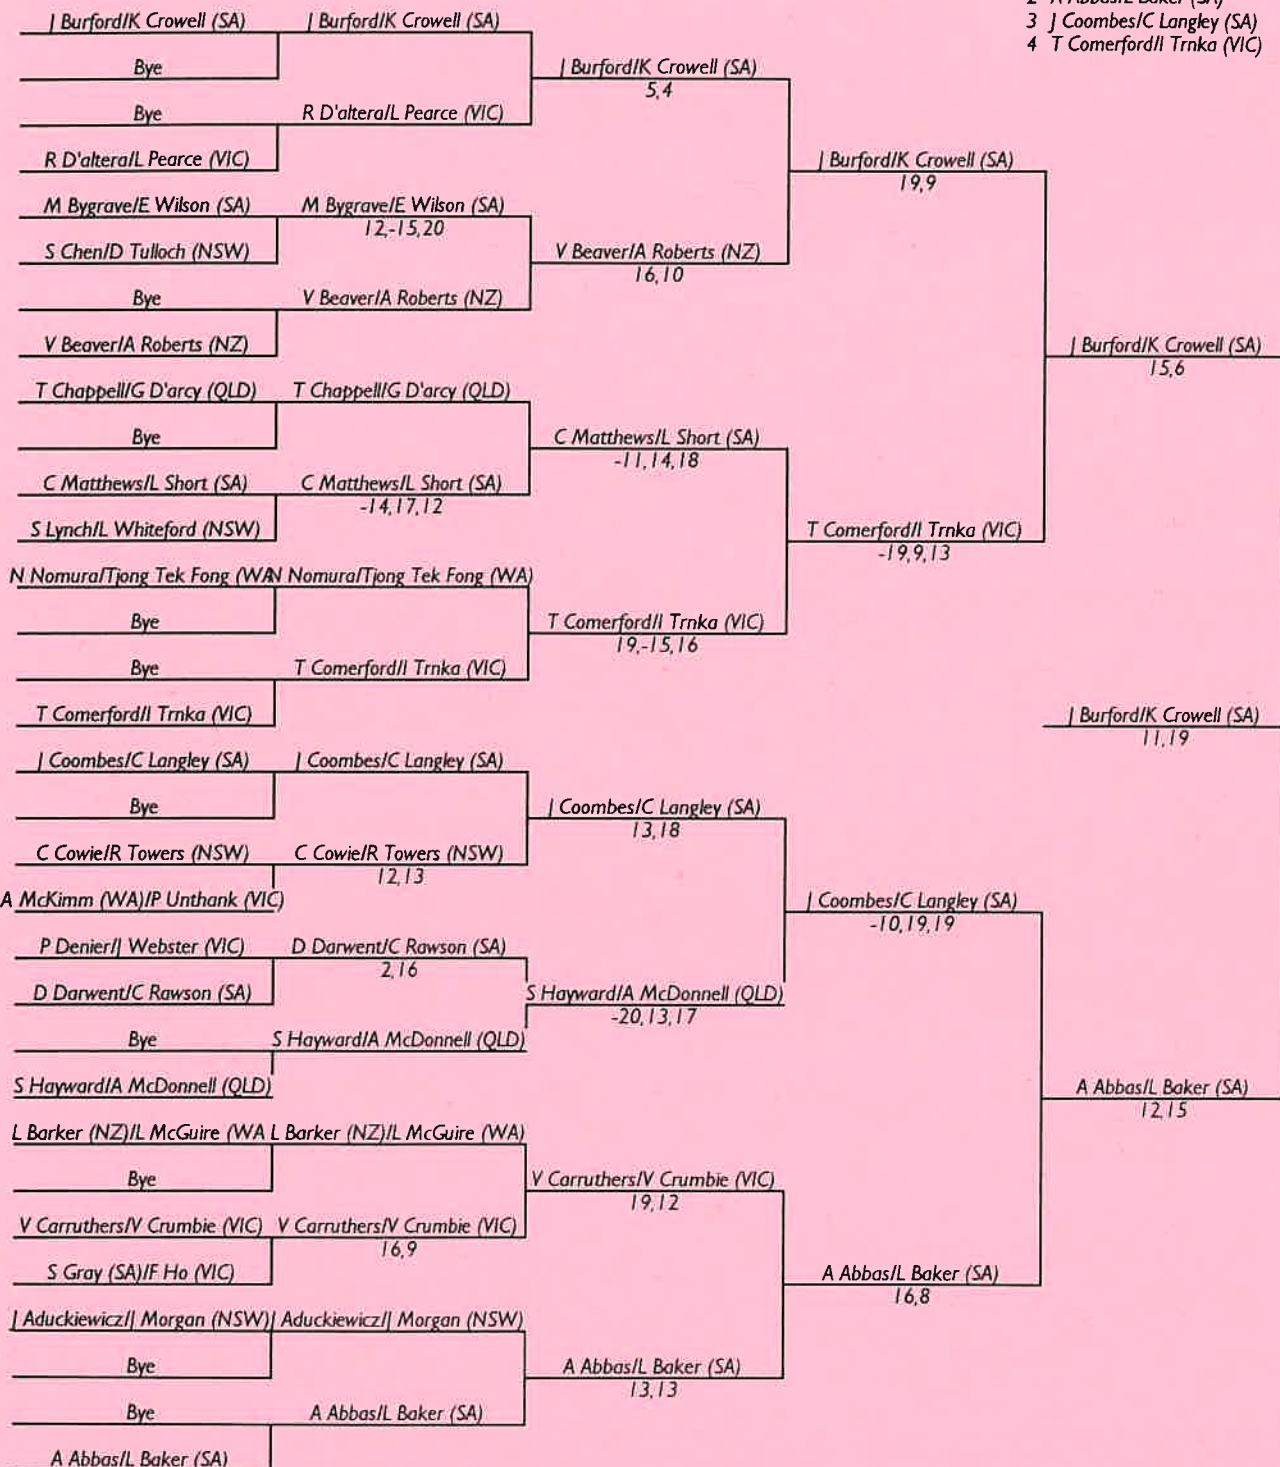 2 A Abbas/L Baker (SA)
3 J Coombes/C Langley (SA)
4 T Comerford/I Trnka (VIC)
J Burford/K Crowell (SA)
Bye
Bye
R D'altera/L Pearce (VIC)
M Bygrave/E Wilson (SA)
S Chen/D Tulloch (NSW)
Bye
V Beaver/A Roberts (NZ)
T Chappell/G D'arcy (QLD)
Bye
C Matthews/L Short (SA)
S Lynch/L Whiteford (NSW)
N Nomura/Tjong Tek Fong (WA
Bye
Bye
T Comerford/I Trnka (VIC)
J Coombes/C Langley (SA)
Bye
C Cowie/R Towers (NSW)
A McKimm (WA)/P Unthank (VIC)
P Denier/J Webster (VIC)
D Darwent/C Rawson (SA)
Bye
S Hayward/A McDonnell (QLD)
L Barker (NZ)/L McGuire (WA
Bye
V Carruthers/V Crumbie (VIC)
S Gray (SA)/F Ho (VIC)
J Aduckiewicz/J Morgan (NSW)
Bye
Bye
A Abbas/L Baker (SA)
J Burford/K Crowell (SA)
R D'altera/L Pearce (VIC)
M Bygrave/E Wilson (SA)
12,-15,20
V Beaver/A Roberts (NZ)
T Chappell/G D'arcy (QLD)
C Matthews/L Short (SA)
-14,17,12
N Nomura/Tjong Tek Fong (WA)
T Comerford/I Trnka (VIC)
J Coombes/C Langley (SA)
C Cowie/R Towers (NSW)
12,13
D Darwent/C Rawson (SA)
2,16
S Hayward/A McDonnell (QLD)
L Barker (NZ)/L McGuire (WA)
V Carruthers/V Crumbie (VIC)
16,9
J Aduckiewicz/J Morgan (NSW)
A Abbas/L Baker (SA)
J Burford/K Crowell (SA)
5,4
V Beaver/A Roberts (NZ)
16,10
C Matthews/L Short (SA)
-11,14,18
T Comerford/I Trnka (VIC)
19,-15,16
J Coombes/C Langley (SA)
13,18
S Hayward/A McDonnell (QLD)
-20,13,17
V Carruthers/V Crumbie (VIC)
19,12
A Abbas/L Baker (SA)
13,13
J Burford/K Crowell (SA)
19,9
T Comerford/I Trnka (VIC)
-19,9,13
J Coombes/C Langley (SA)
-10,19,19
A Abbas/L Baker (SA)
16,8
J Burford/K Crowell (SA)
15,6
J Burford/K Crowell (SA)
11,19
A Abbas/L Baker (SA)
12,15